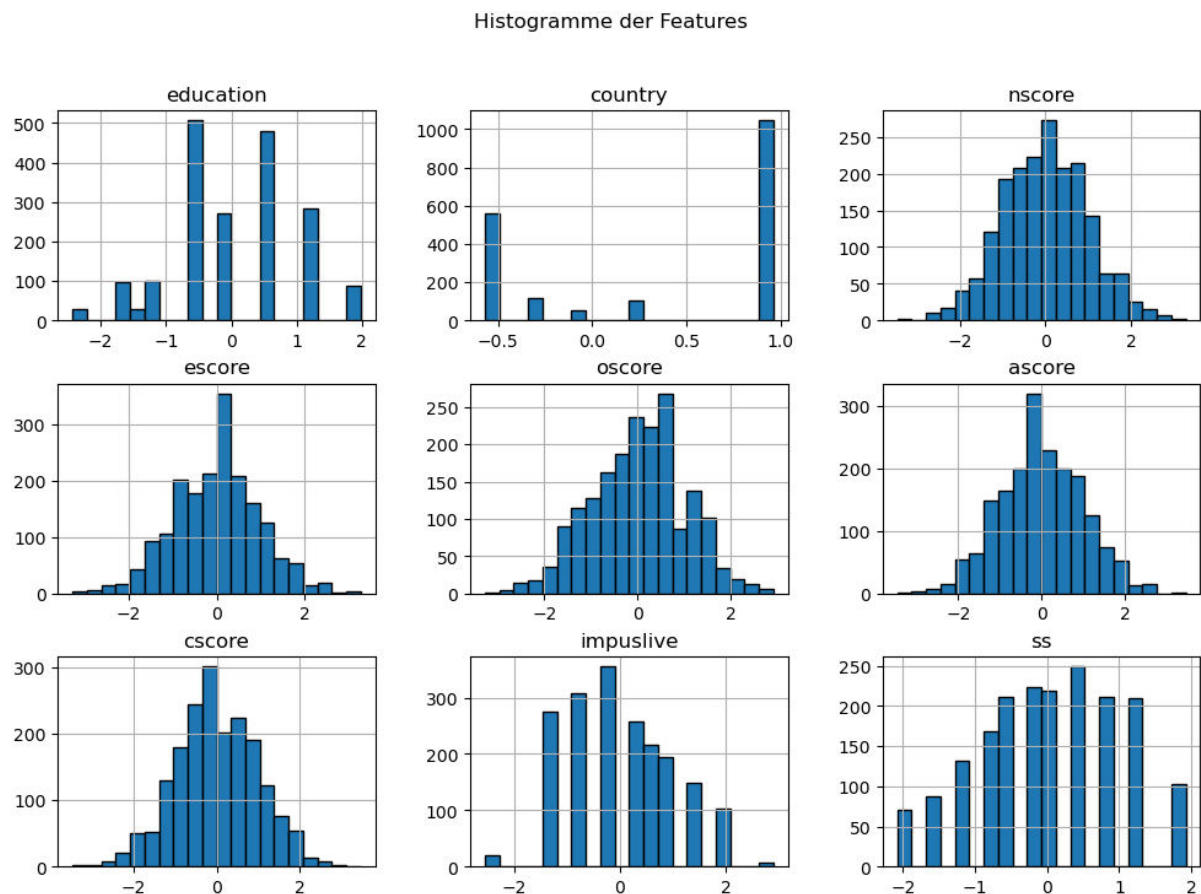 Histogramme der Features
education country nscore
500 400 300 200 100 0
−2 −1 0 1 2
1000 800 600 400 200 0
−0.5 0.0 0.5 1.0
250 200 150 100 50 0
−2 0 2
escore oscore ascore
300 200 100 0
−2 0 2
250 200 150 100 50 0
−2 0 2
300 200 100 0
−2 0 2
cscore impuslive ss
300 200 100 0
−2 0 2
300 200 100 0
−2 0 2
250 200 150 100 50 0
−2 −1 0 1 2